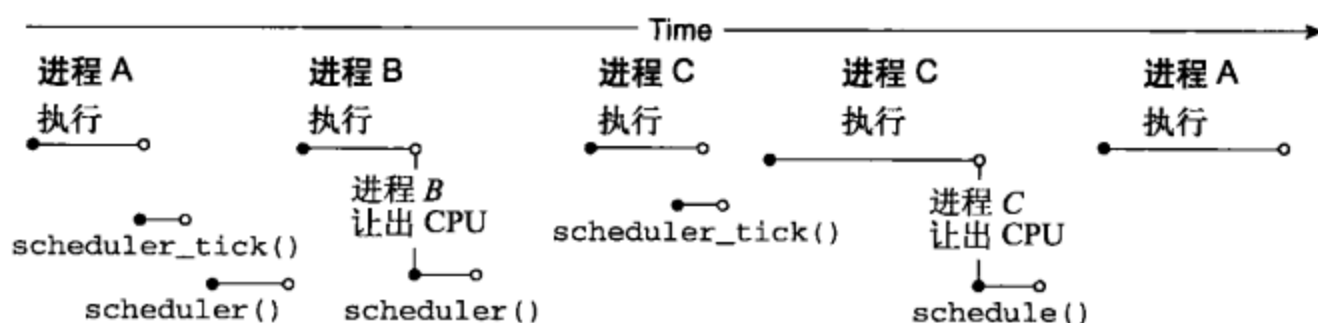 Time
进程 A 进程 B 进程 C 进程 C 进程 A
执行 执行 执行 执行 执行
进程 B
让出 CPU
进程 C
让出 CPU
scheduler_tick() scheduler_tick()
scheduler() scheduler() schedule()